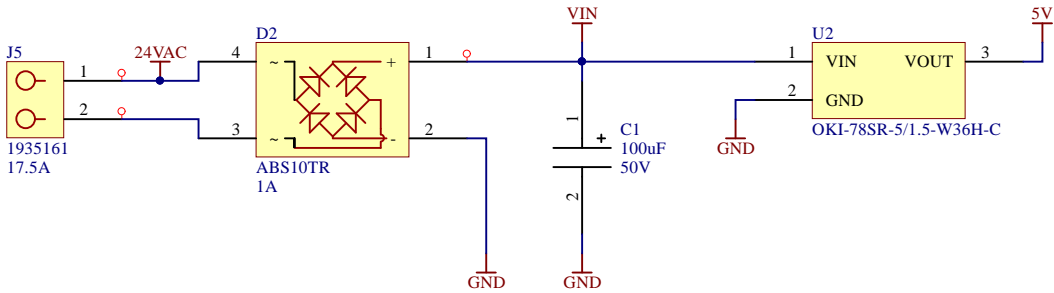 J5
1
2
1935161
17.5A
24VAC
D2
4
3
~
~
+
-
1
2
ABS10TR
1A
GND
VIN
1
2
+
C1
100uF
50V
GND
U2
1
2
VIN
VOUT
GND
3
OKI-78SR-5/1.5-W36H-C
GND
5V